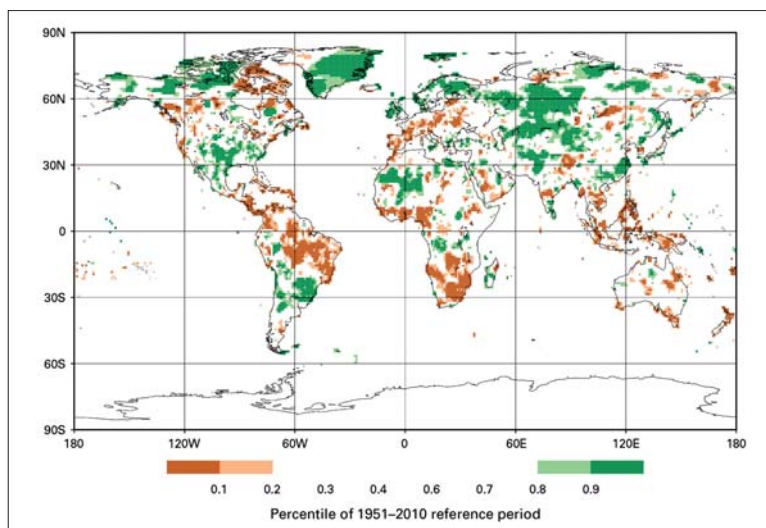 90N
60N
30N
0
30S
60S
90S
180 120W 60W 0 60E 120E 180
0.1 0.2 0.3 0.4 0.6 0.7 0.8 0.9
Percentile of 1951–2010 reference period